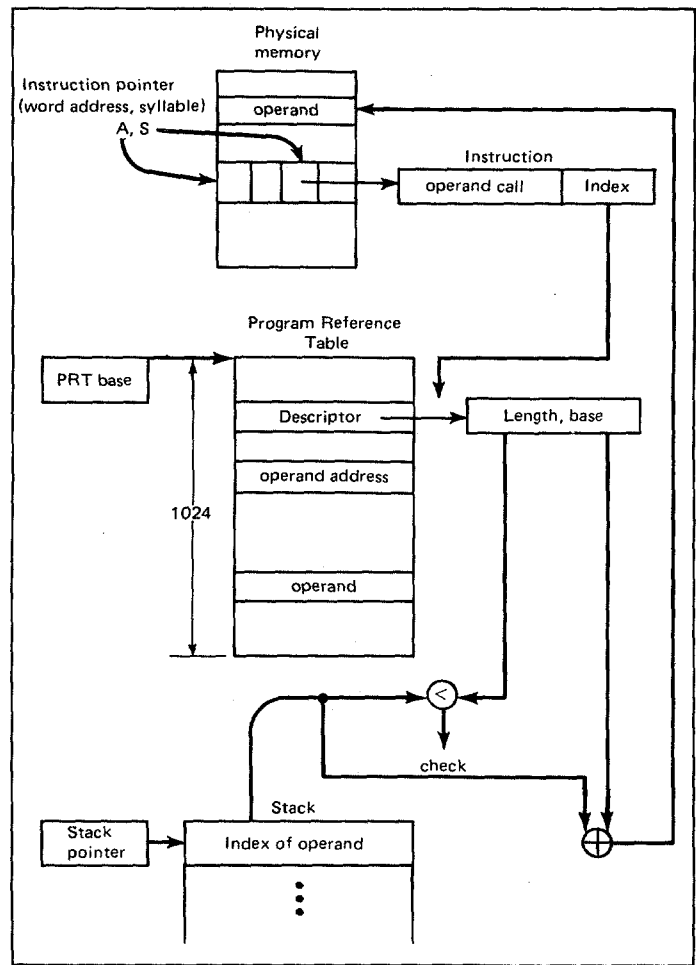 Physical
memory
Instruction pointer
(word address, syllable)
A, S
operand
Instruction
operand call
Index
Program Reference
Table
PRT base
Descriptor
Length, base
operand address
1024
operand
<
check
Stack
Stack
pointer
Index of operand
+